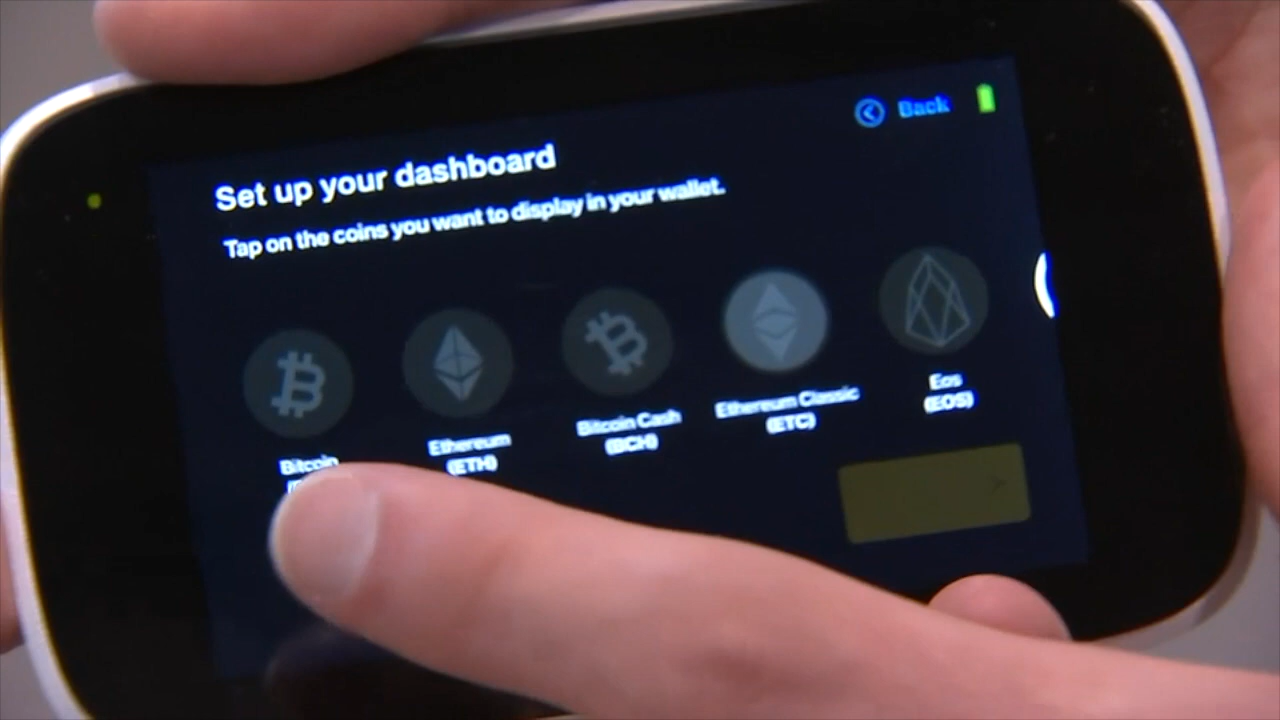 Back
Set up your dashboard
Tap on the coins you want to display in your wallet.
Bitcoin
Ethereum
(ETH)
Bitcoin Cash
(BCH)
Ethereum Classic
(ETC)
Eos
(EOS)